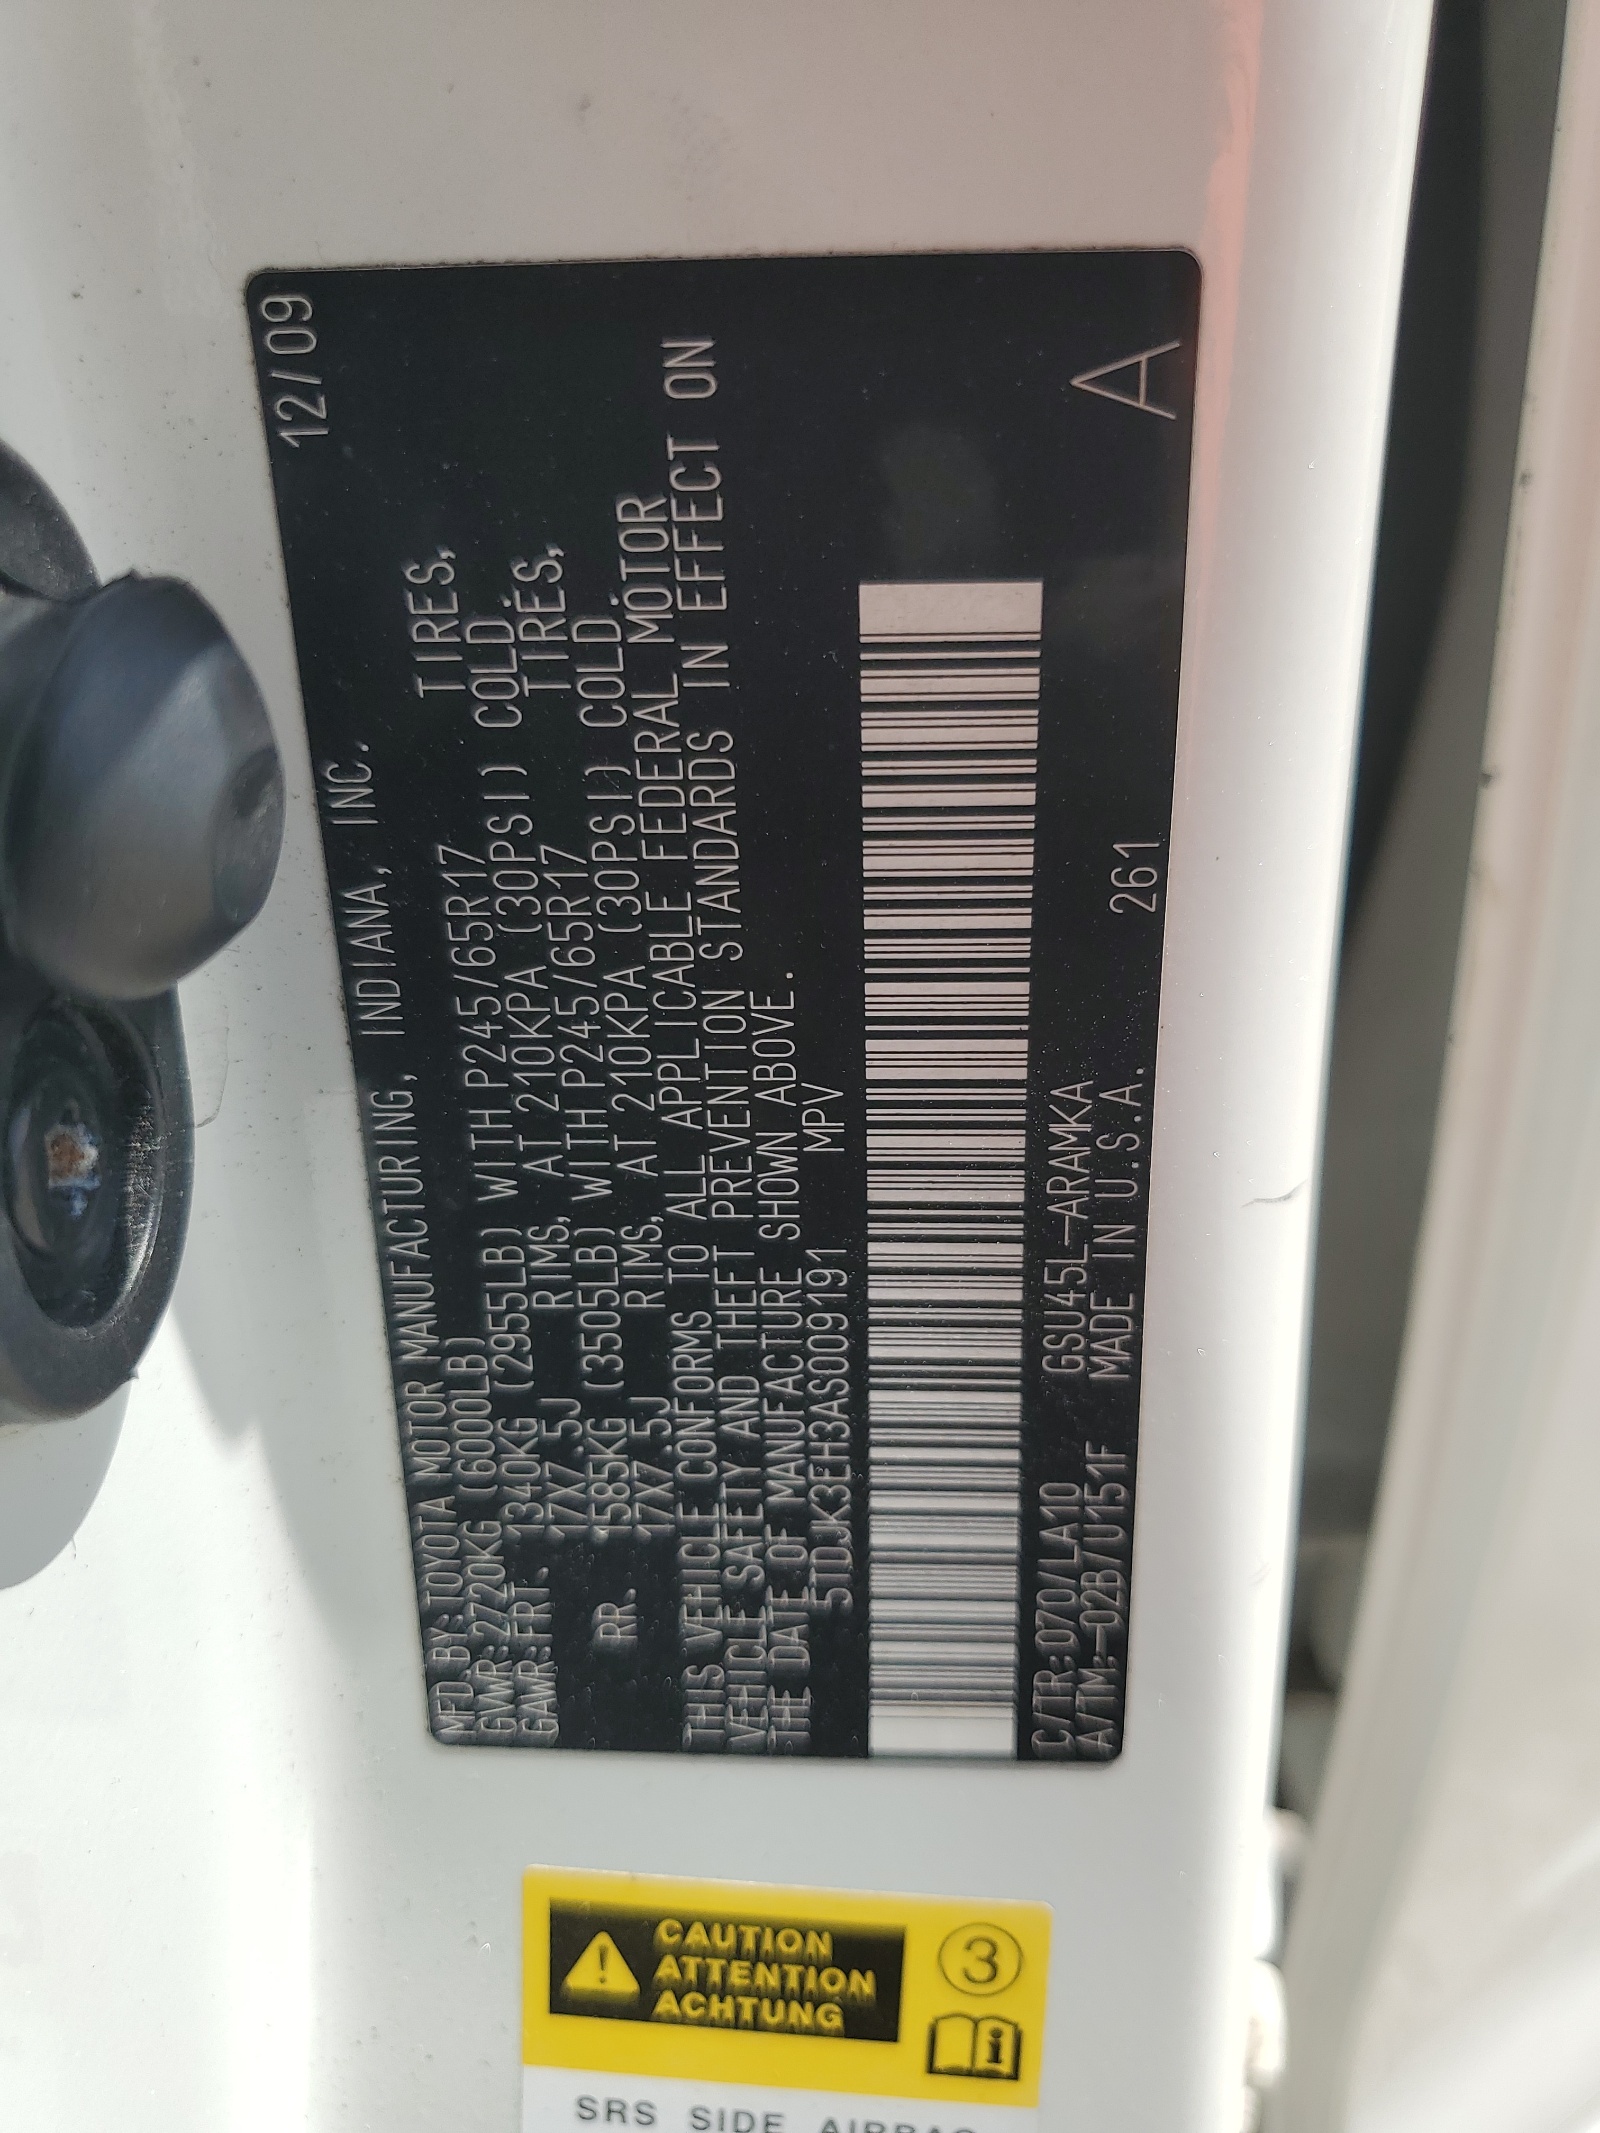 12/09
MFD.BY:TOYOTA MOTOR MANUFACTURING, INDIANA, INC.
GVWR:2720KG (6000LB)
GAWR:FRT. 1340KG (2955LB) WITH P245/65R17 TIRES,
17X7.5J RIMS, AT 210KPA (30PSI) COLD.
RR. 1585KG (3505LB) WITH P245/65R17 TIRES,
17X7.5J RIMS, AT 210KPA (30PSI) COLD.
THIS VEHICLE CONFORMS TO ALL APPLICABLE FEDERAL MOTOR
VEHICLE SAFETY AND THEFT PREVENTION STANDARDS IN EFFECT ON
THE DATE OF MANUFACTURE SHOWN ABOVE.
5TDJK3EH3AS009191 MPV
C/TR:070/LA10 GSU45L-ARAMKA
A/TM:-02B/U151F MADE IN U.S.A. 261
A
CAUTION
ATTENTION
ACHTUNG
3
SRS SIDE AIRBAG